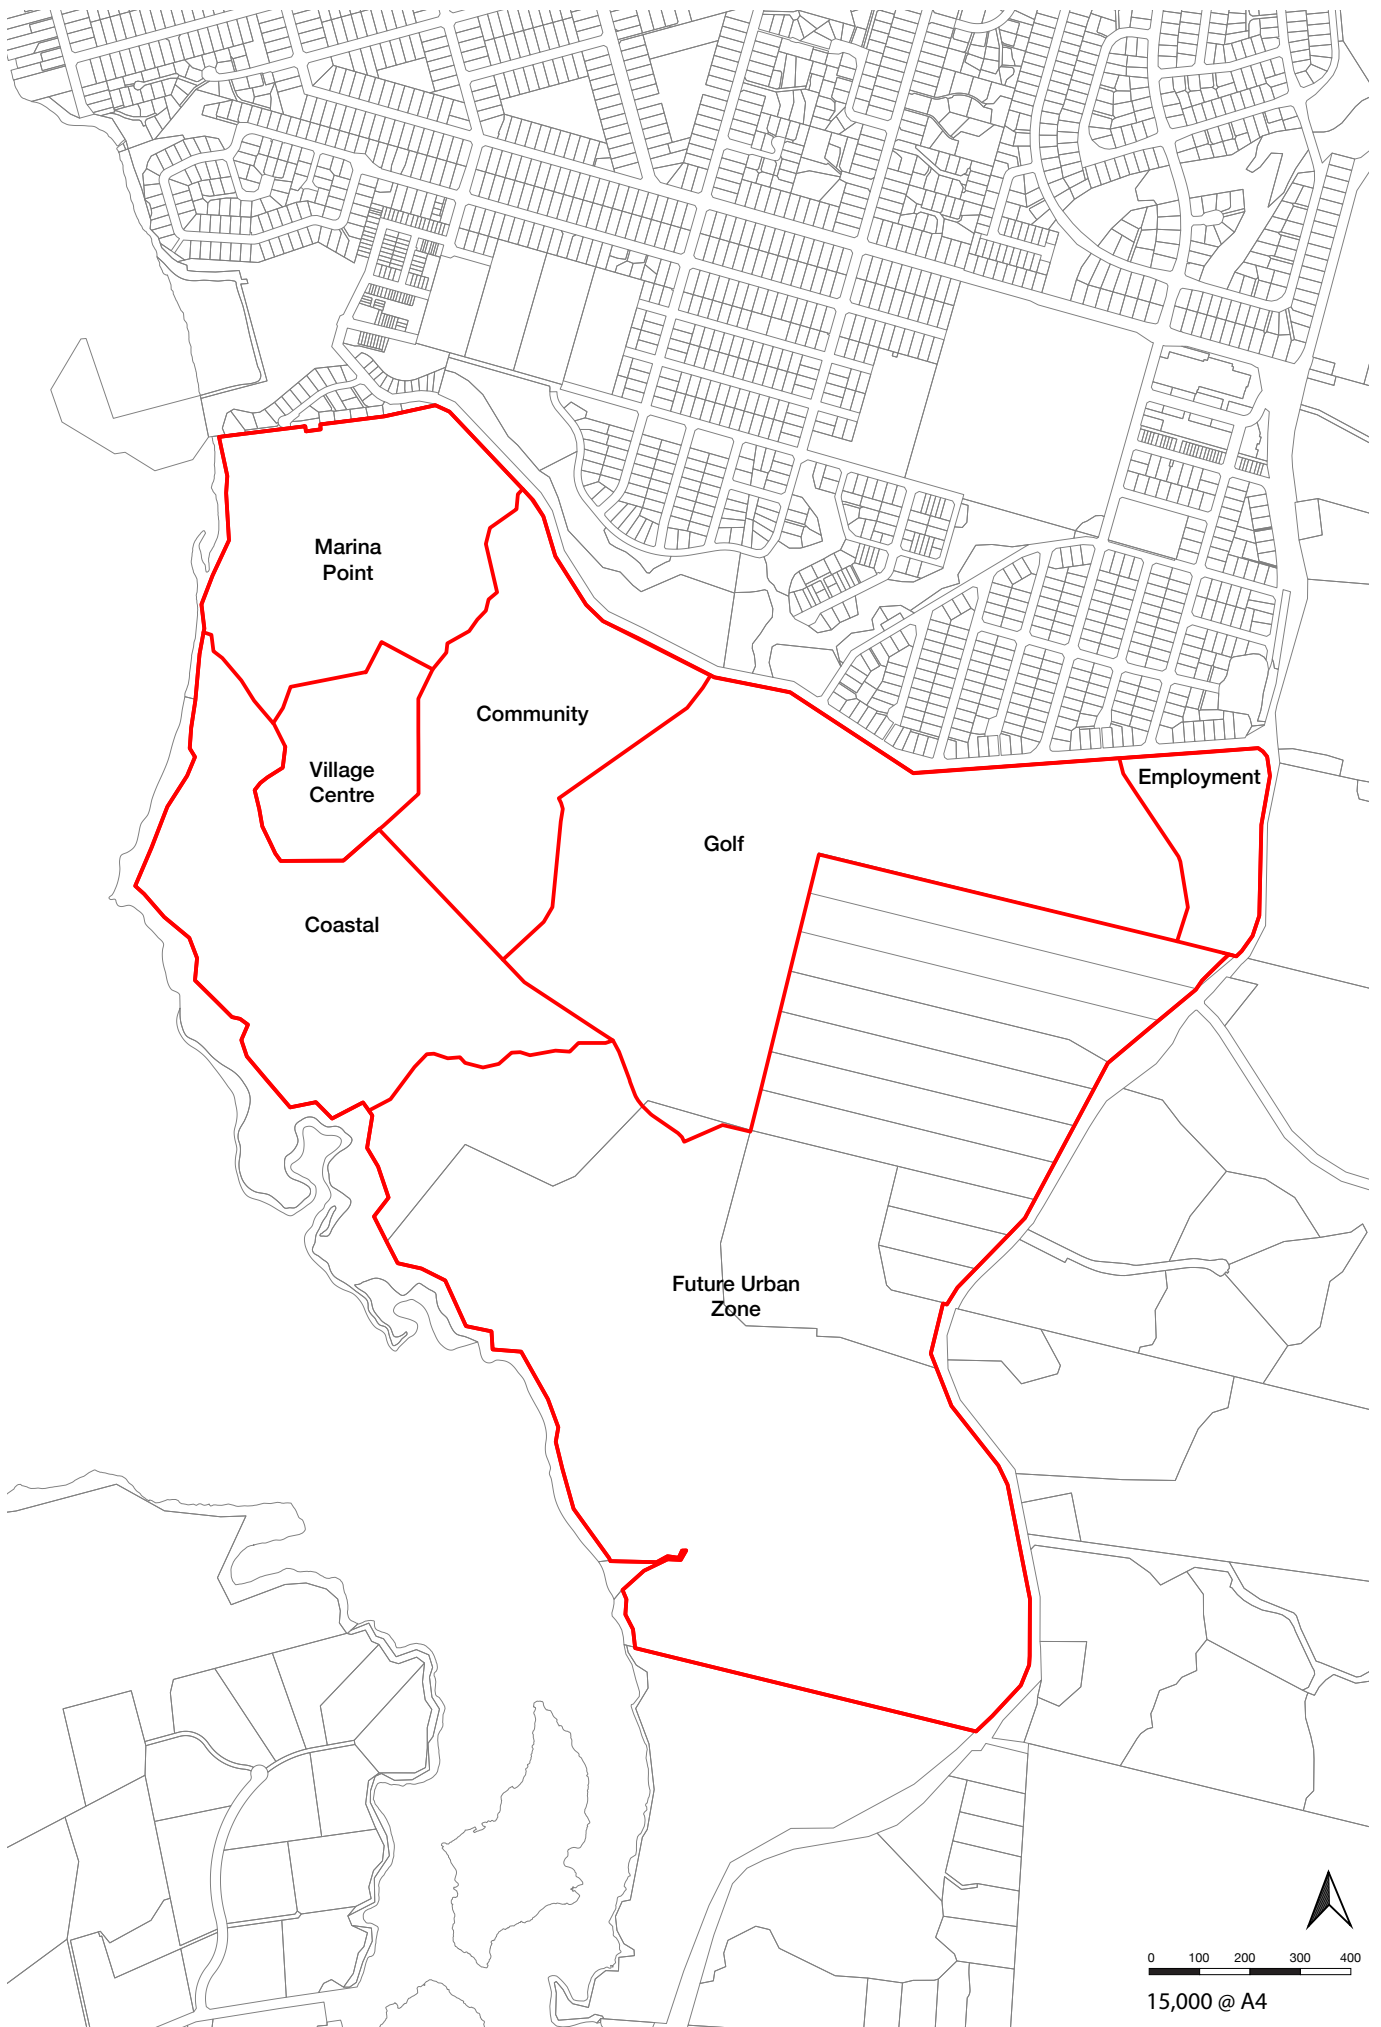 Marina
Point
Community
Village
Centre
Employment
Golf
Coastal
Future Urban
Zone
0 100 200 300 400
15,000 @ A4